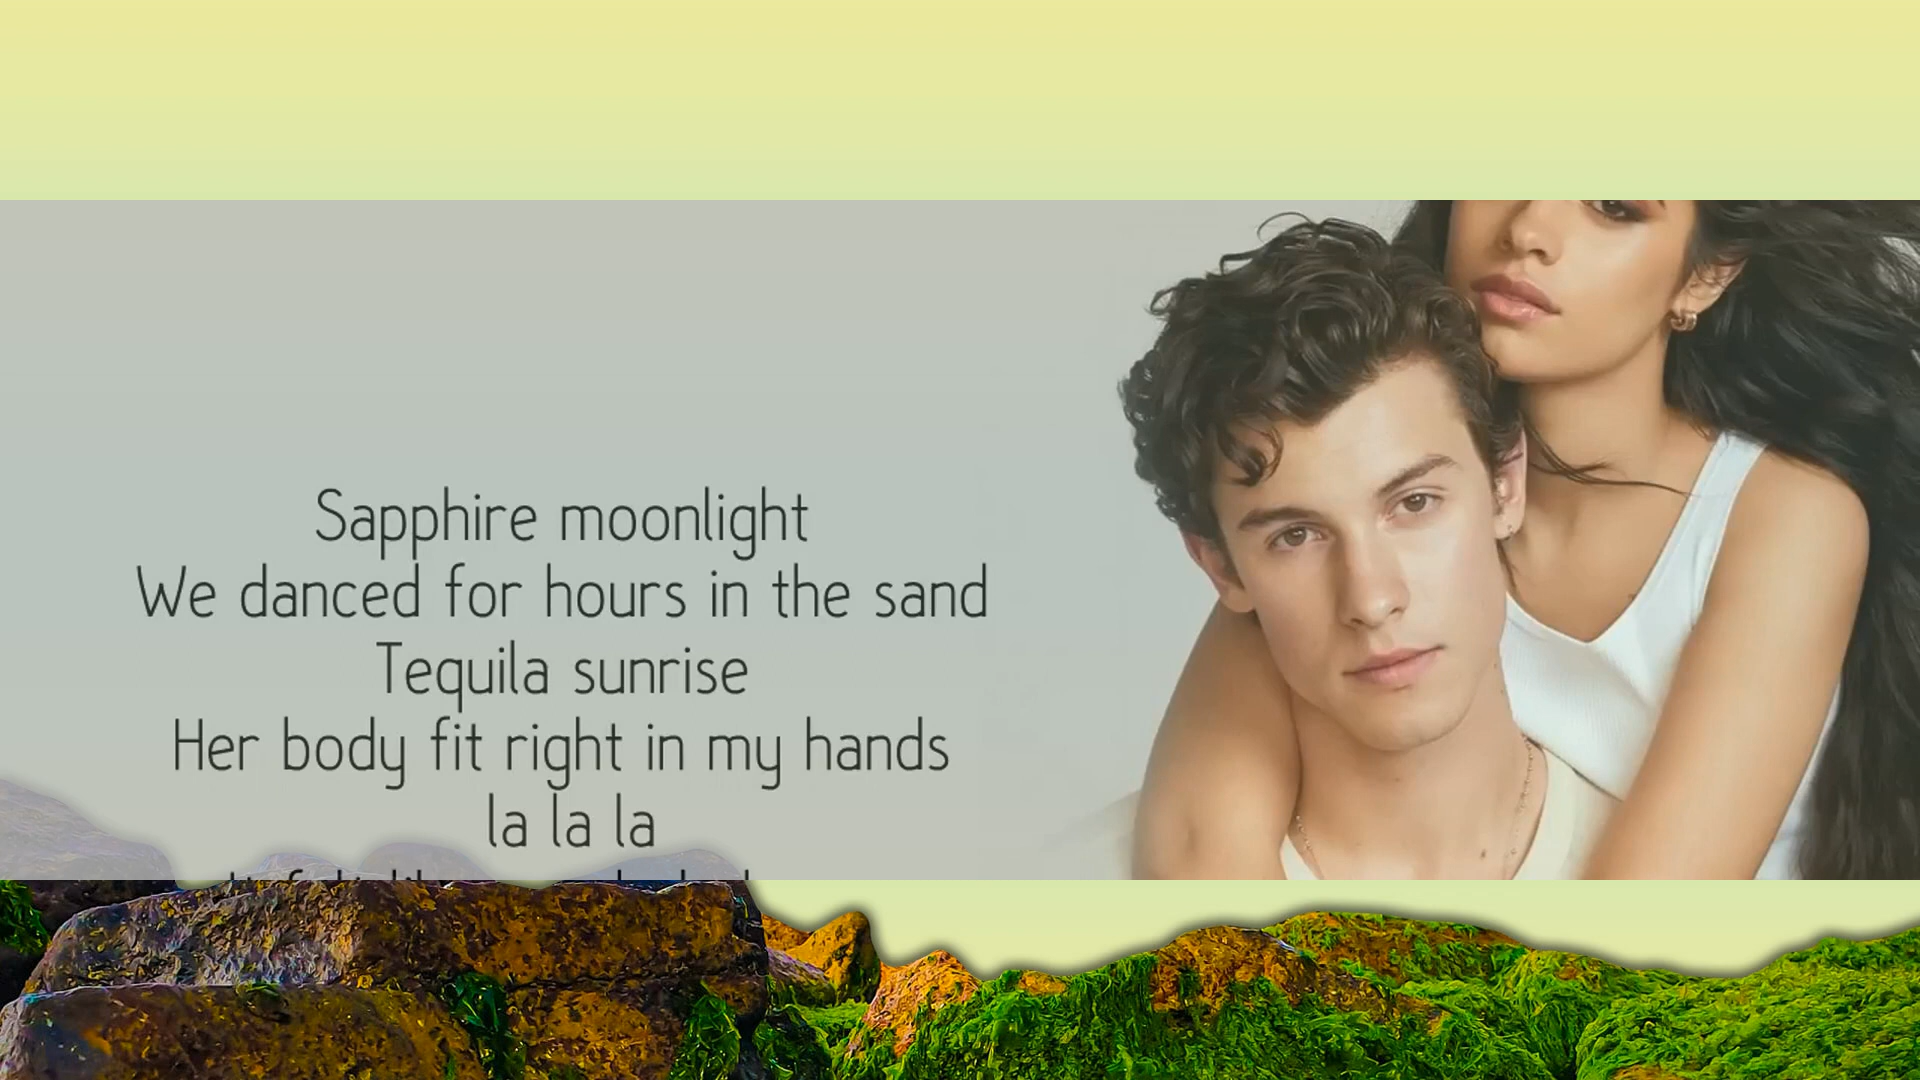 Sapphire moonlight
We danced for hours in the sand
Tequila sunrise
Her body fit right in my hands
la la la